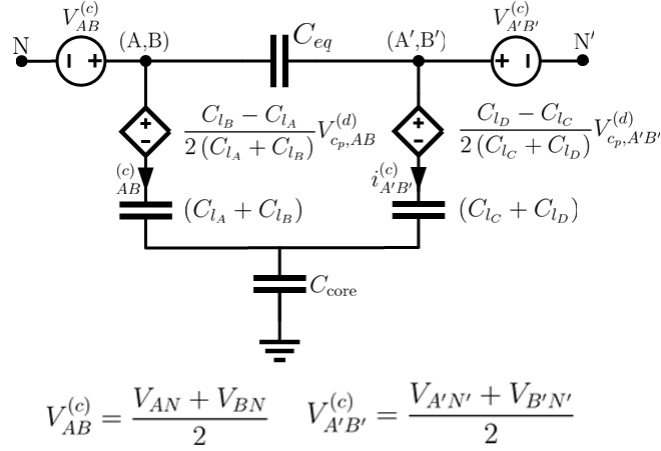 V_{AB}^{(c)} V_{A'B'}^{(c)}
N - + (A,B) C_{eq} (A',B') + - N'
+ - \frac{C_{l_B} - C_{l_A}}{2 (C_{l_A} + C_{l_B})} V_{c_p,AB}^{(d)} + - \frac{C_{l_D} - C_{l_C}}{2 (C_{l_C} + C_{l_D})} V_{c_p,A'B'}^{(d)}
^{(c)}_{AB} i_{A'B'}^{(c)}
(C_{l_A} + C_{l_B}) (C_{l_C} + C_{l_D})
C_{core}
V_{AB}^{(c)} = \frac{V_{AN} + V_{BN}}{2} V_{A'B'}^{(c)} = \frac{V_{A'N'} + V_{B'N'}}{2}